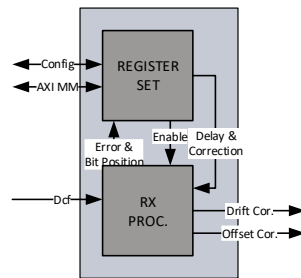 Config
AXI MM
REGISTER
SET
Error &
Bit Position
Enable
Delay &
Correction
Dcf
RX
PROC.
Drift Cor.
Offset Cor.